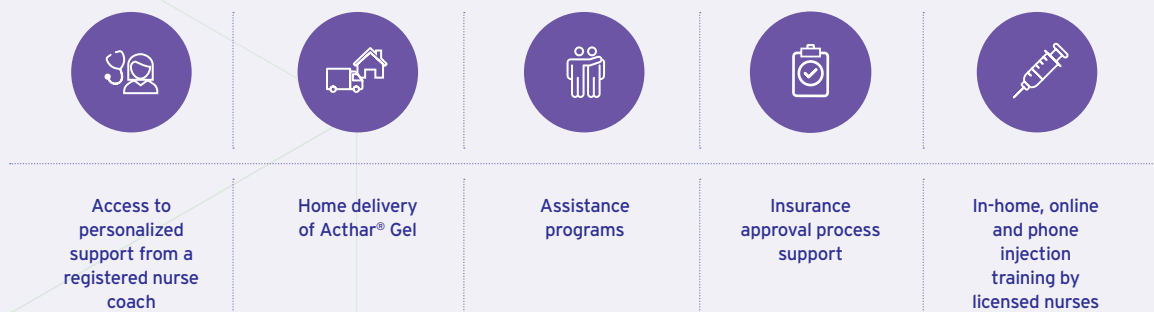 Access to
personalized
support from a
registered nurse
coach
Home delivery
of Acthar® Gel
Assistance
programs
Insurance
approval process
support
In-home, online
and phone
injection
training by
licensed nurses